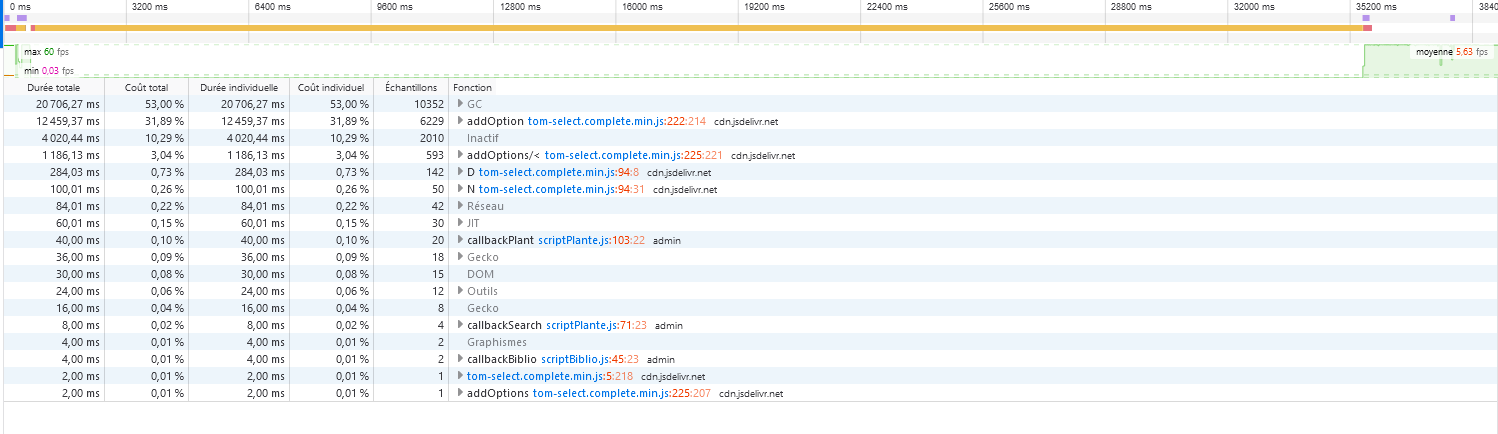 0 ms 3200 ms 6400 ms 9600 ms 12800 ms 16000 ms 19200 ms 22400 ms 25600 ms 28800 ms 32000 ms 35200 ms 3840
max 60 fps moyenne 5,63 fps
min 0,03 fps
Durée totale Coût total Durée individuelle Coût individuel Échantillons Fonction
20 706,27 ms 53,00 % 20 706,27 ms 53,00 % 10352 GC
12 459,37 ms 31,89 % 12 459,37 ms 31,89 % 6229 addOption tom-select.complete.min.js:222:214 cdn.jsdelivr.net
4 020,44 ms 10,29 % 4 020,44 ms 10,29 % 2010 Inactif
1 186,13 ms 3,04 % 1 186,13 ms 3,04 % 593 addOptions/< tom-select.complete.min.js:225:221 cdn.jsdelivr.net
284,03 ms 0,73 % 284,03 ms 0,73 % 142 D tom-select.complete.min.js:94:8 cdn.jsdelivr.net
100,01 ms 0,26 % 100,01 ms 0,26 % 50 N tom-select.complete.min.js:94:31 cdn.jsdelivr.net
84,01 ms 0,22 % 84,01 ms 0,22 % 42 Réseau
60,01 ms 0,15 % 60,01 ms 0,15 % 30 JIT
40,00 ms 0,10 % 40,00 ms 0,10 % 20 callbackPlant scriptPlante.js:103:22 admin
36,00 ms 0,09 % 36,00 ms 0,09 % 18 Gecko
30,00 ms 0,08 % 30,00 ms 0,08 % 15 DOM
24,00 ms 0,06 % 24,00 ms 0,06 % 12 Outils
16,00 ms 0,04 % 16,00 ms 0,04 % 8 Gecko
8,00 ms 0,02 % 8,00 ms 0,02 % 4 callbackSearch scriptPlante.js:71:23 admin
4,00 ms 0,01 % 4,00 ms 0,01 % 2 Graphismes
4,00 ms 0,01 % 4,00 ms 0,01 % 2 callbackBiblio scriptBiblio.js:45:23 admin
2,00 ms 0,01 % 2,00 ms 0,01 % 1 tom-select.complete.min.js:5:218 cdn.jsdelivr.net
2,00 ms 0,01 % 2,00 ms 0,01 % 1 addOptions tom-select.complete.min.js:225:207 cdn.jsdelivr.net